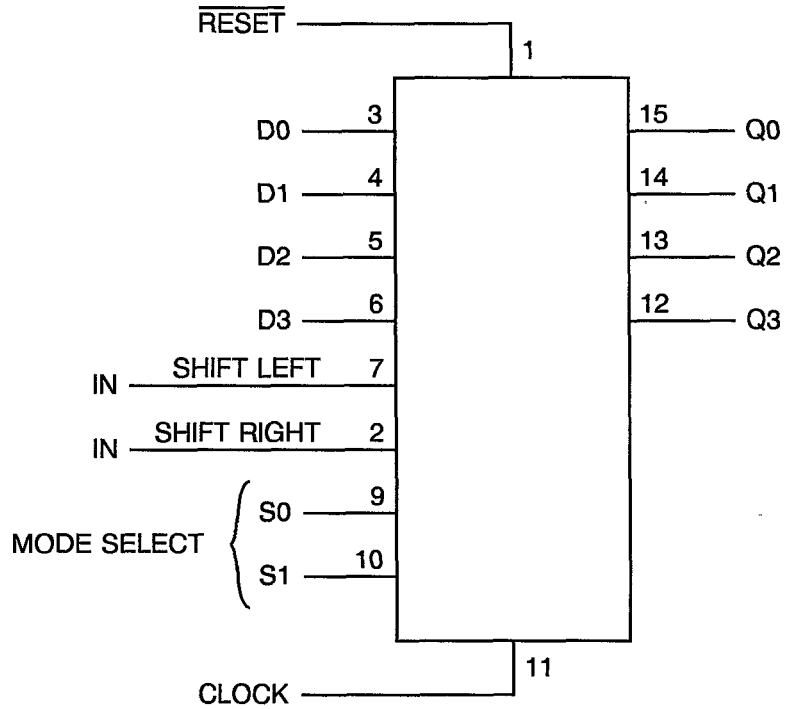 RESET
1
D0 3 15 Q0
D1 4 14 Q1
D2 5 13 Q2
D3 6 12 Q3
IN SHIFT LEFT 7
IN SHIFT RIGHT 2
MODE SELECT
S0 9
S1 10
11
CLOCK